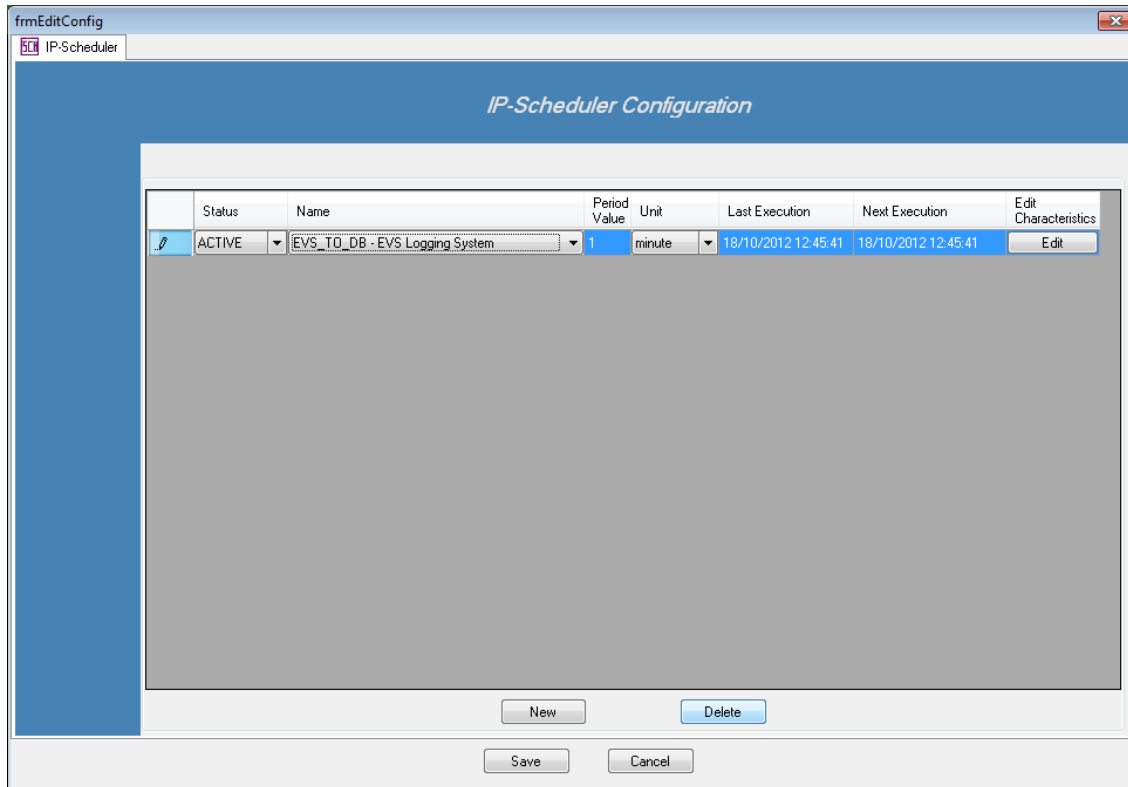 frmEditConfig
SCH IP-Scheduler
IP-Scheduler Configuration
Status Name Period Value Unit Last Execution Next Execution Edit Characteristics
ACTIVE EVS_TO_DB - EVS Logging System 1 minute 18/10/2012 12:45:41 18/10/2012 12:45:41 Edit
New Delete
Save Cancel